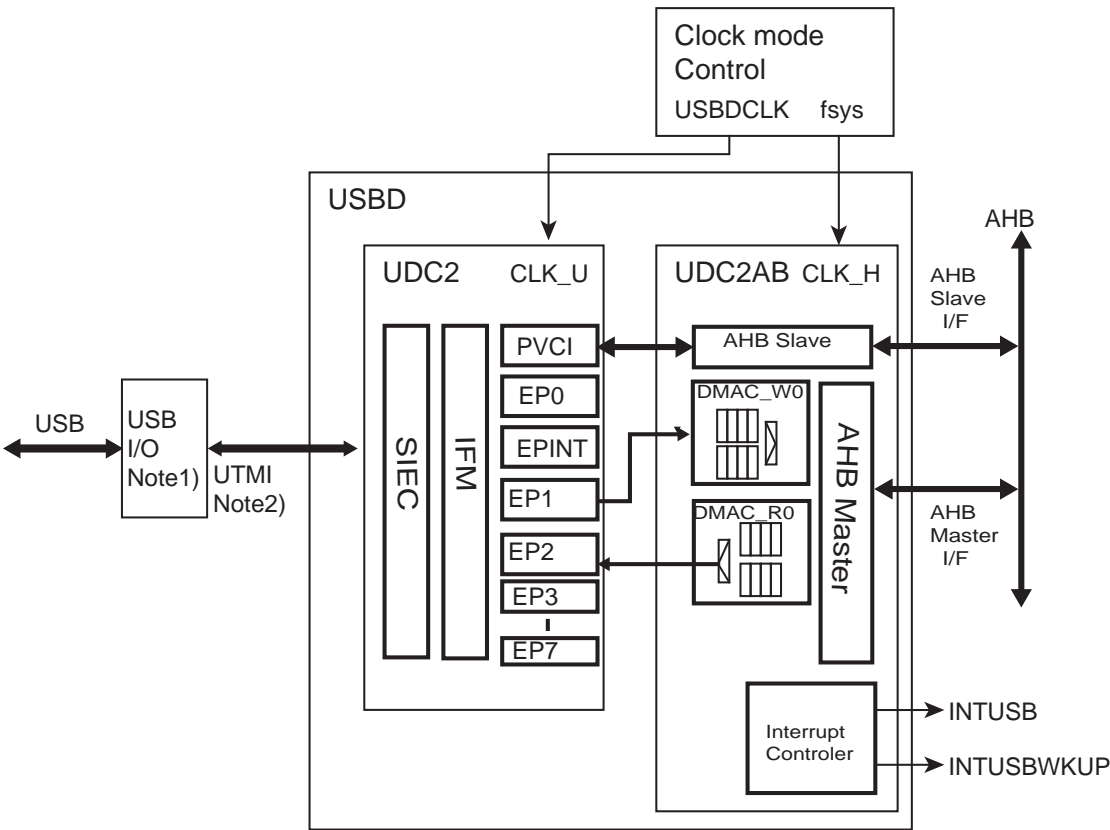 Clock mode
Control
USBDCLK fsys
USBD
AHB
UDC2 CLK_U
UDC2AB CLK_H
AHB
Slave
I/F
PVCI
AHB Slave
EP0
DMAC_W0
USB
USB
I/O
Note1)
UTMI
Note2)
SIEC
IFM
EPINT
EP1
AHB Master
DMAC_R0
AHB
Master
I/F
EP2
EP3
EP7
Interrupt
Controler
INTUSB
INTUSBWKUP